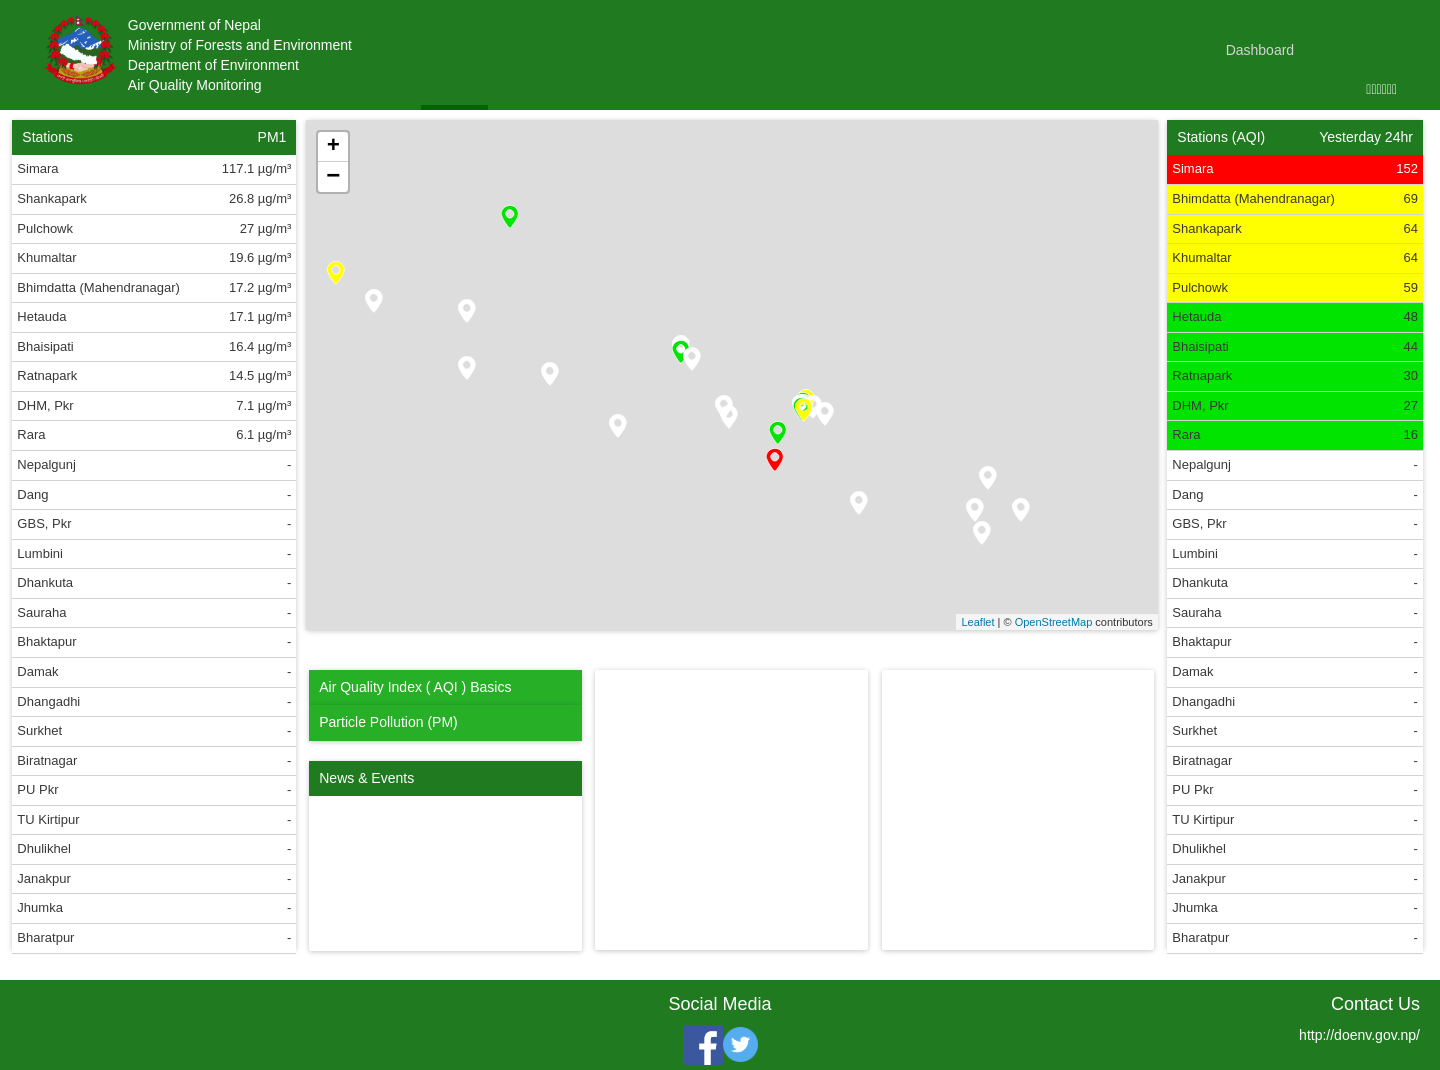 Government of Nepal
Ministry of Forests and Environment
Department of Environment
Air Quality Monitoring
Dashboard
Stations PM1
Simara 117.1 µg/m³
Shankapark 26.8 µg/m³
Pulchowk 27 µg/m³
Khumaltar 19.6 µg/m³
Bhimdatta (Mahendranagar) 17.2 µg/m³
Hetauda 17.1 µg/m³
Bhaisipati 16.4 µg/m³
Ratnapark 14.5 µg/m³
DHM, Pkr 7.1 µg/m³
Rara 6.1 µg/m³
Nepalgunj -
Dang -
GBS, Pkr -
Lumbini -
Dhankuta -
Sauraha -
Bhaktapur -
Damak -
Dhangadhi -
Surkhet -
Biratnagar -
PU Pkr -
TU Kirtipur -
Dhulikhel -
Janakpur -
Jhumka -
Bharatpur -
+
−
Leaflet | © OpenStreetMap contributors
Air Quality Index ( AQI ) Basics
Particle Pollution (PM)
News & Events
Stations (AQI) Yesterday 24hr
Simara 152
Bhimdatta (Mahendranagar) 69
Shankapark 64
Khumaltar 64
Pulchowk 59
Hetauda 48
Bhaisipati 44
Ratnapark 30
DHM, Pkr 27
Rara 16
Nepalgunj -
Dang -
GBS, Pkr -
Lumbini -
Dhankuta -
Sauraha -
Bhaktapur -
Damak -
Dhangadhi -
Surkhet -
Biratnagar -
PU Pkr -
TU Kirtipur -
Dhulikhel -
Janakpur -
Jhumka -
Bharatpur -
Social Media
Contact Us
http://doenv.gov.np/